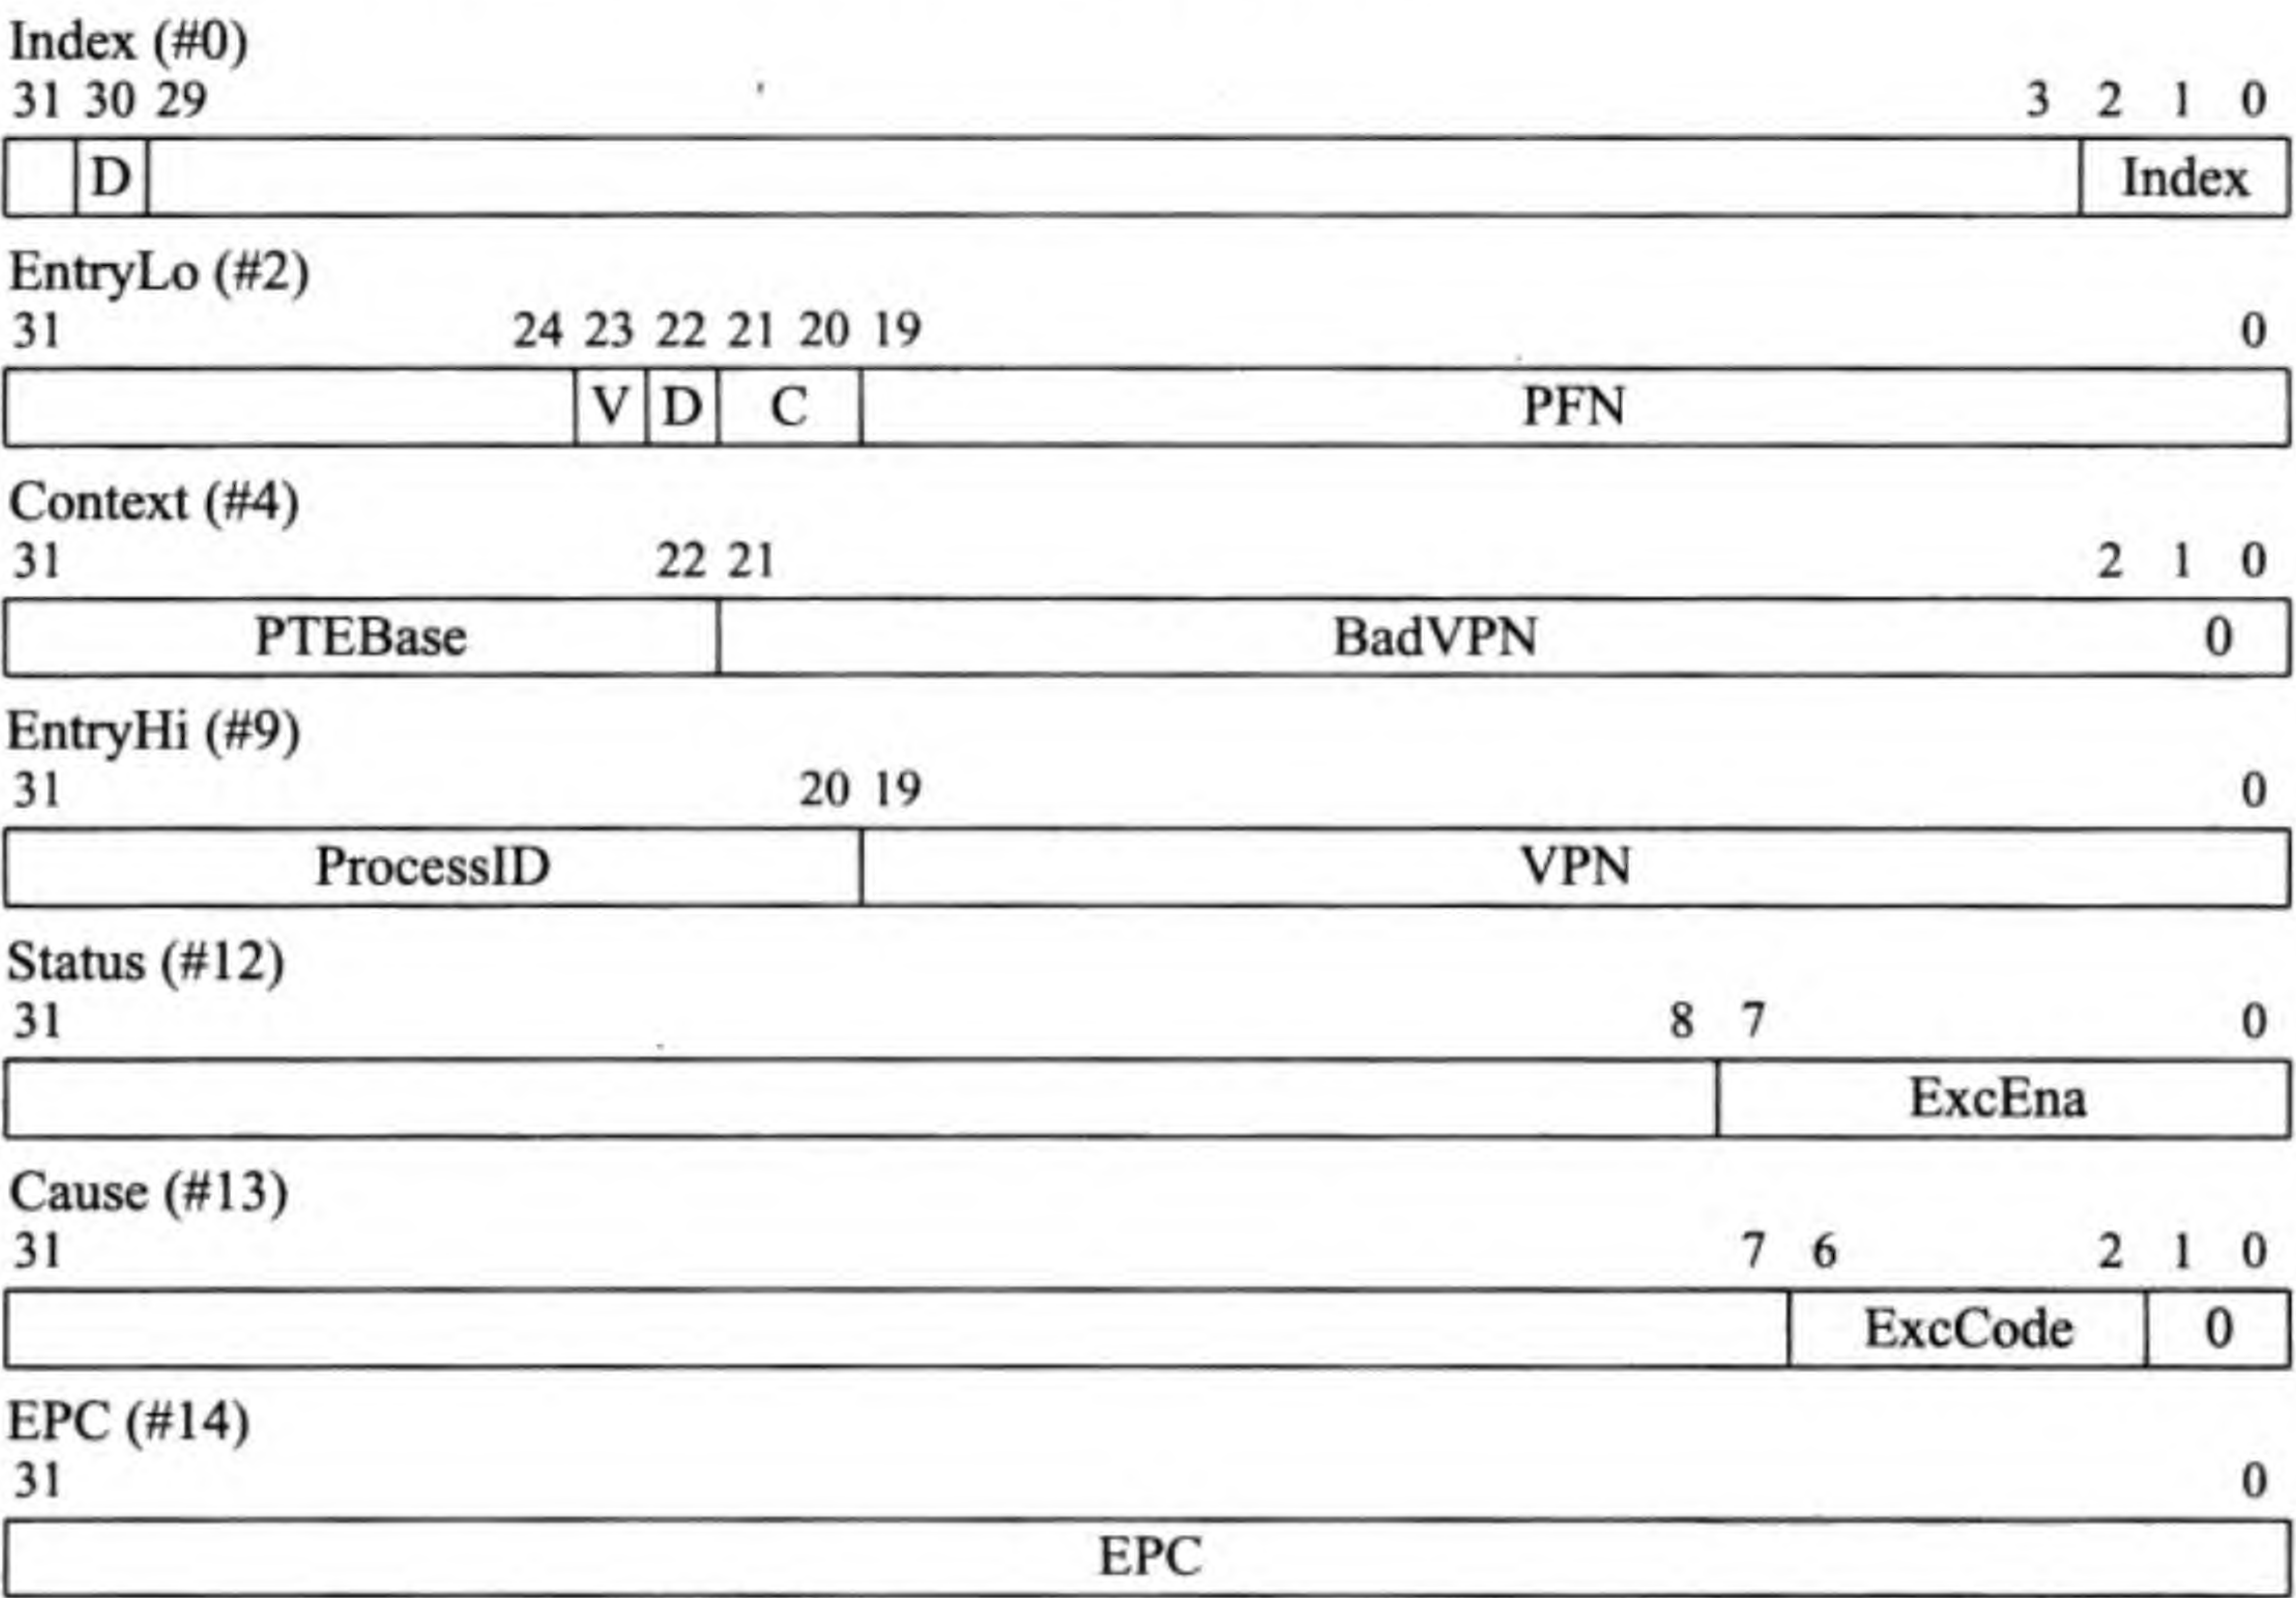 Index (#0)
31 30 29 3 2 1 0
D Index
EntryLo (#2)
31 24 23 22 21 20 19 0
V D C PFN
Context (#4)
31 22 21 2 1 0
PTEBase BadVPN 0
EntryHi (#9)
31 20 19 0
ProcessID VPN
Status (#12)
31 8 7 0
ExcEna
Cause (#13)
31 7 6 2 1 0
ExcCode 0
EPC (#14)
31 0
EPC